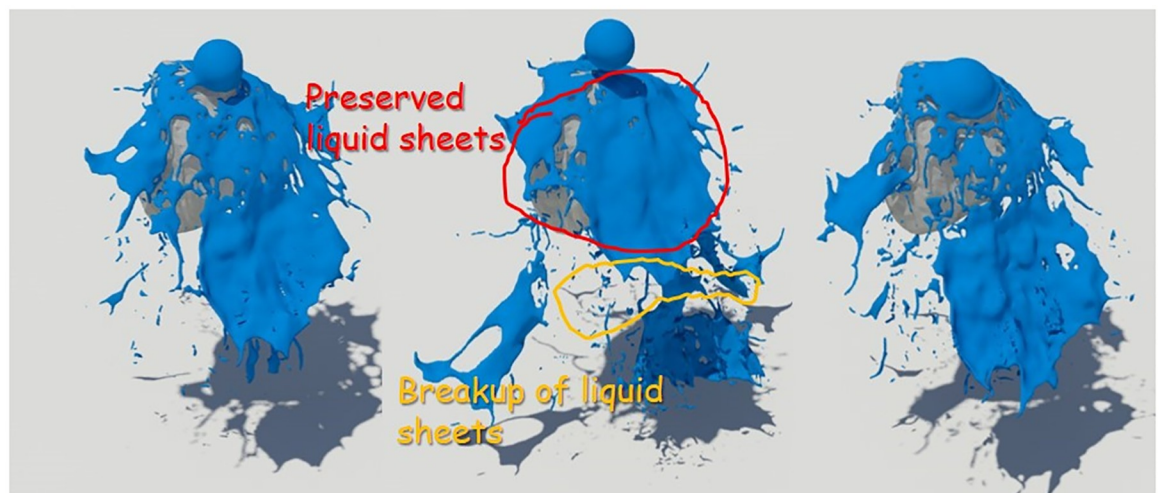 Preserved
liquid sheets
Breakup of liquid
sheets